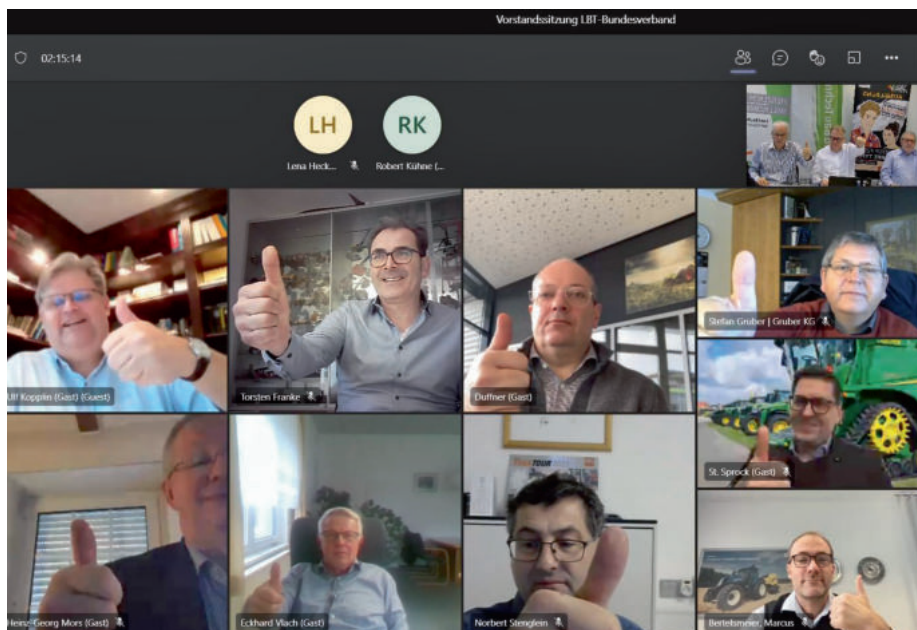 Vorstandssitzung LBT-Bundesverband
02:15:14
LH
RK
Lena Heck...
Robert Kühne (...
Ulf Kopplin (Gast) (Guest)
Torsten Franke
Duffner (Gast)
Stefan Gruber | Gruber KG
St. Sprock (Gast)
Heinz-Georg Mors (Gast)
Eckhard Vlach (Gast)
Norbert Stenglein
Bertelsmeier, Marcus